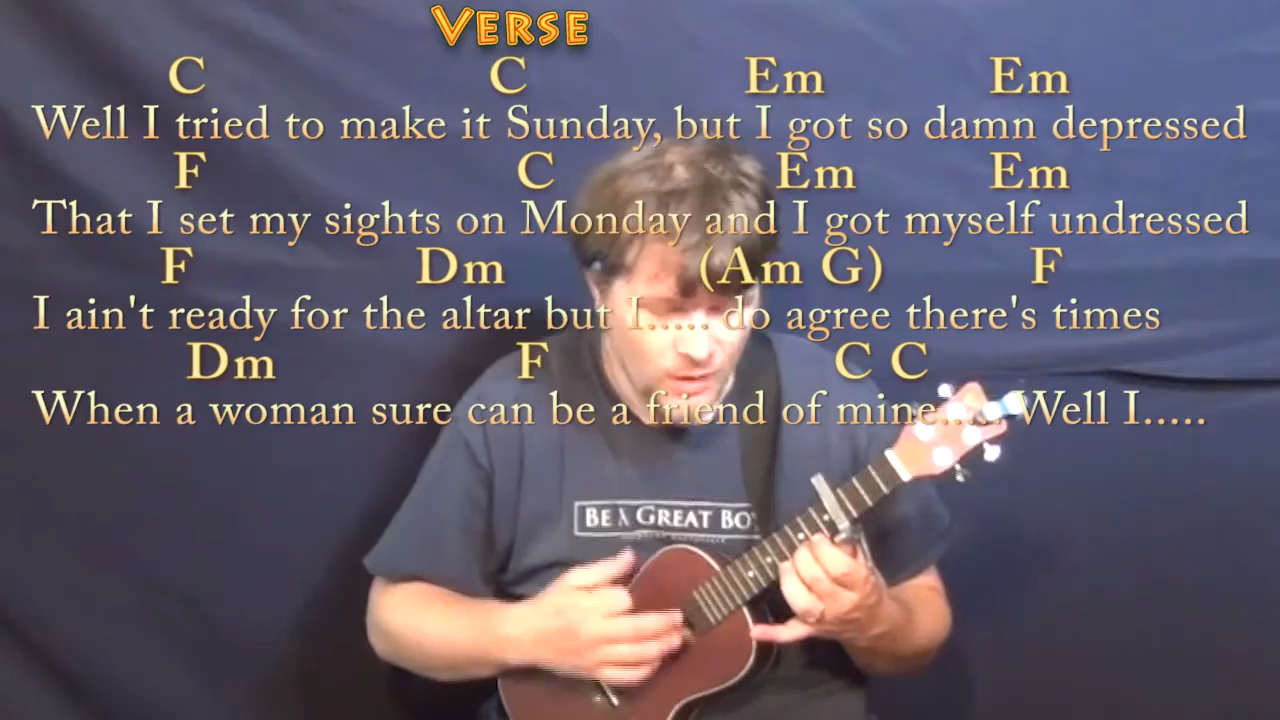 VERSE
C C Em Em
Well I tried to make it Sunday, but I got so damn depressed
F C Em Em
That I set my sights on Monday and I got myself undressed
F Dm (Am G) F
I ain't ready for the altar but I..... do agree there's times
Dm F C C
When a woman sure can be a friend of mine..... Well I.....
BE A GREAT BO